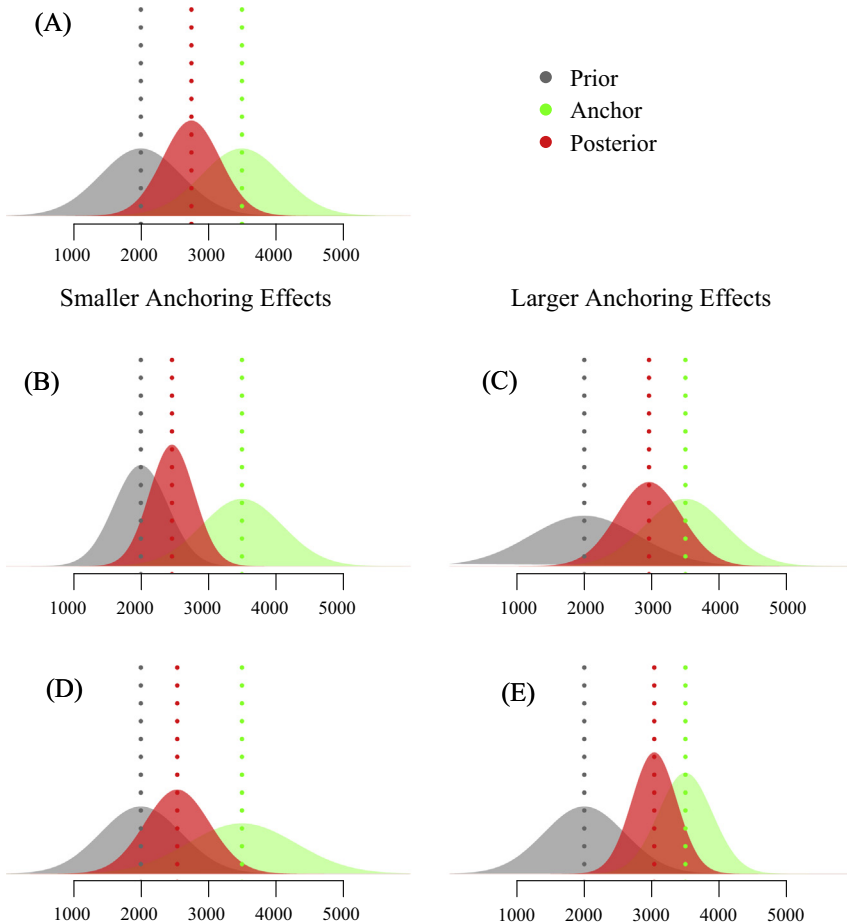 (A)
Prior
Anchor
Posterior
1000 2000 3000 4000 5000
Smaller Anchoring Effects
Larger Anchoring Effects
(B)
(C)
1000 2000 3000 4000 5000
1000 2000 3000 4000 5000
(D)
(E)
1000 2000 3000 4000 5000
1000 2000 3000 4000 5000